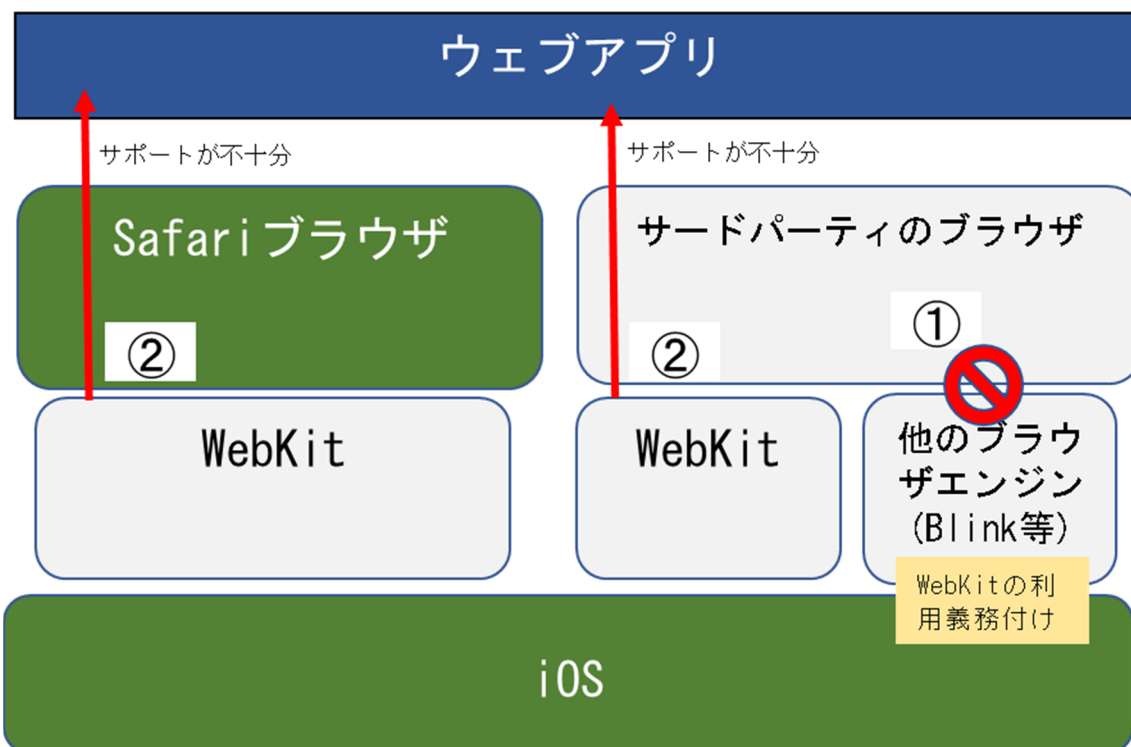 ウェブアプリ
サポートが不十分
サポートが不十分
Safariブラウザ
サードパーティのブラウザ
①
②
②
WebKit
WebKit
他のブラウ
ザエンジン
(Blink等)
WebKitの利
用義務付け
iOS